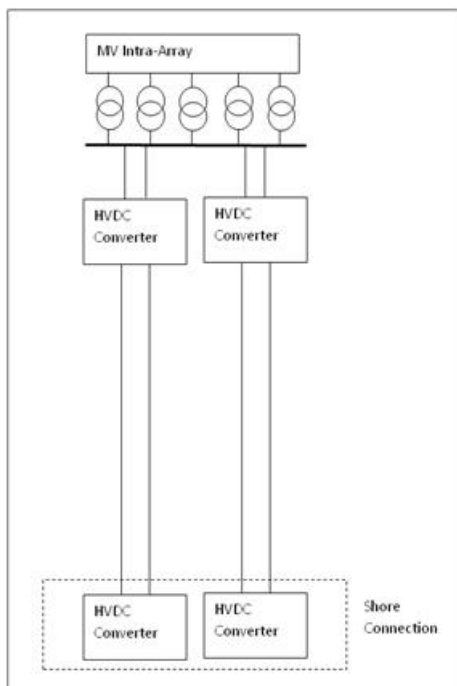 MV Intra-Array
HVDC
Converter
HVDC
Converter
HVDC
Converter
HVDC
Converter
Shore
Connection